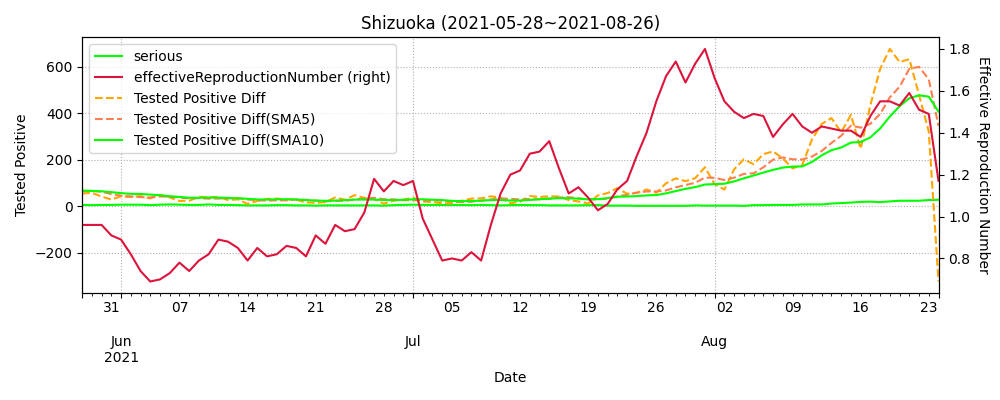 Shizuoka (2021-05-28~2021-08-26)
serious
effectiveReproductionNumber (right)
Tested Positive Diff
Tested Positive Diff(SMA5)
Tested Positive Diff(SMA10)
Tested Positive
600
400
200
0
−200
1.8
1.6
1.4
1.2
1.0
0.8
Effective Reproduction Number
31 07 14 21 28 05 12 19 26 02 09 16 23
Jun Jul Aug
2021
Date